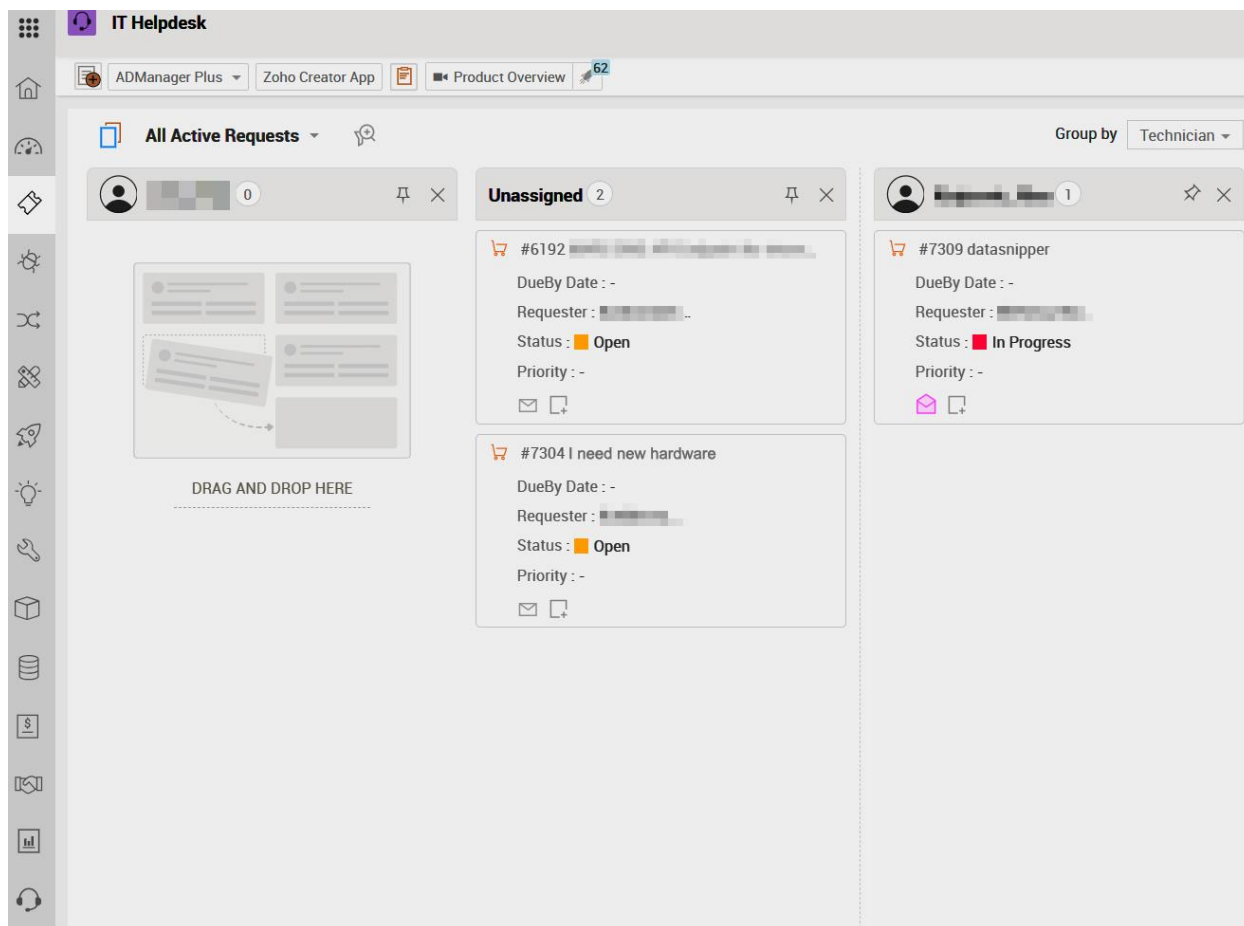 IT Helpdesk
ADManager Plus
Zoho Creator App
Product Overview
62
All Active Requests
Group by
Technician
0
DRAG AND DROP HERE
Unassigned 2
#6192
DueBy Date : -
Requester : ..
Status : Open
Priority : -
#7304 I need new hardware
DueBy Date : -
Requester :
Status : Open
Priority : -
1
#7309 datasnipper
DueBy Date : -
Requester :
Status : In Progress
Priority : -